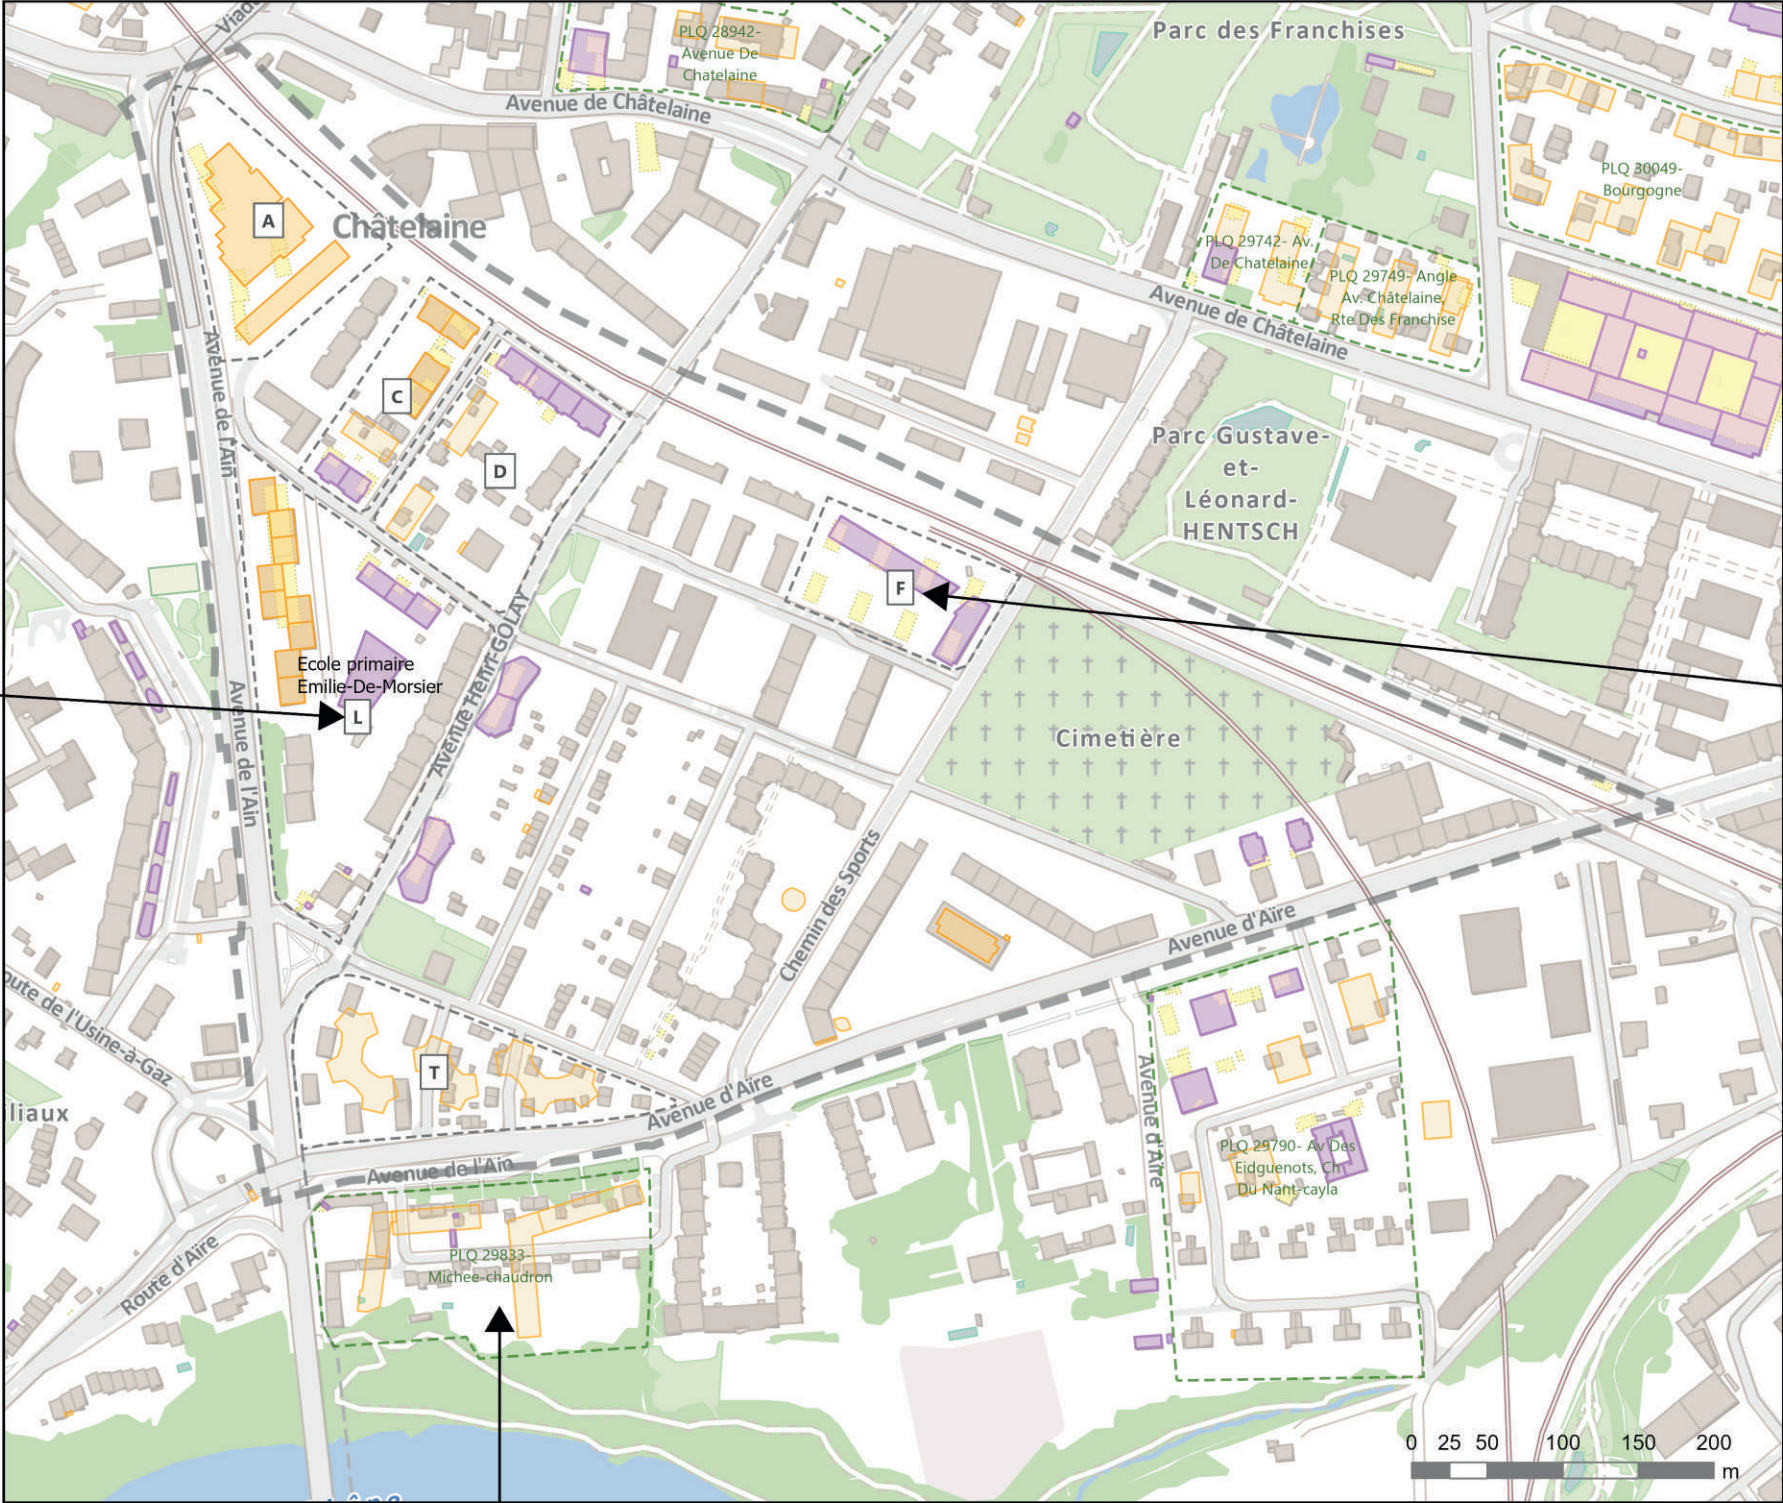 Viadu
Parc des Franchises
PLQ 28942-
Avenue De
Chatelaine
Avenue de Châtelaine
PLQ 30049-
Bourgogne
A
Châtelaine
PLQ 29742- Av.
De Chatelaine
PLQ 29749- Angle
Av. Châtelaine,
Rte Des Franchise
Avenue de Châtelaine
Avenue de l'Ain
C
D
Parc Gustave-
et-
Léonard-
HENTSCH
F
Ecole primaire
Emilie-De-Morsier
L
Avenue Henri-GOLAY
Avenue de l'Ain
Cimetière
Chemin des Sports
Avenue d'Aïre
oute de l'Usine-à-Gaz
T
iliaux
Avenue d'Aïre
Avenue d'Aïre
Avenue de l'Ain
PLQ 29790- Av Des
Eidguenots, Ch
Du Nant-cayla
Route d'Aïre
PLQ 29833-
Michee-chaudron
0 25 50 100 150 200
m